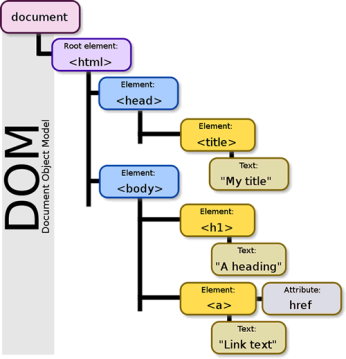 document
Root element:
<html>
Element:
<head>
Element:
<title>
Text:
"My title"
Element:
<body>
Element:
<h1>
Text:
"A heading"
Element:
<a>
Attribute:
href
Text:
"Link text"
DOM
Document Object Model